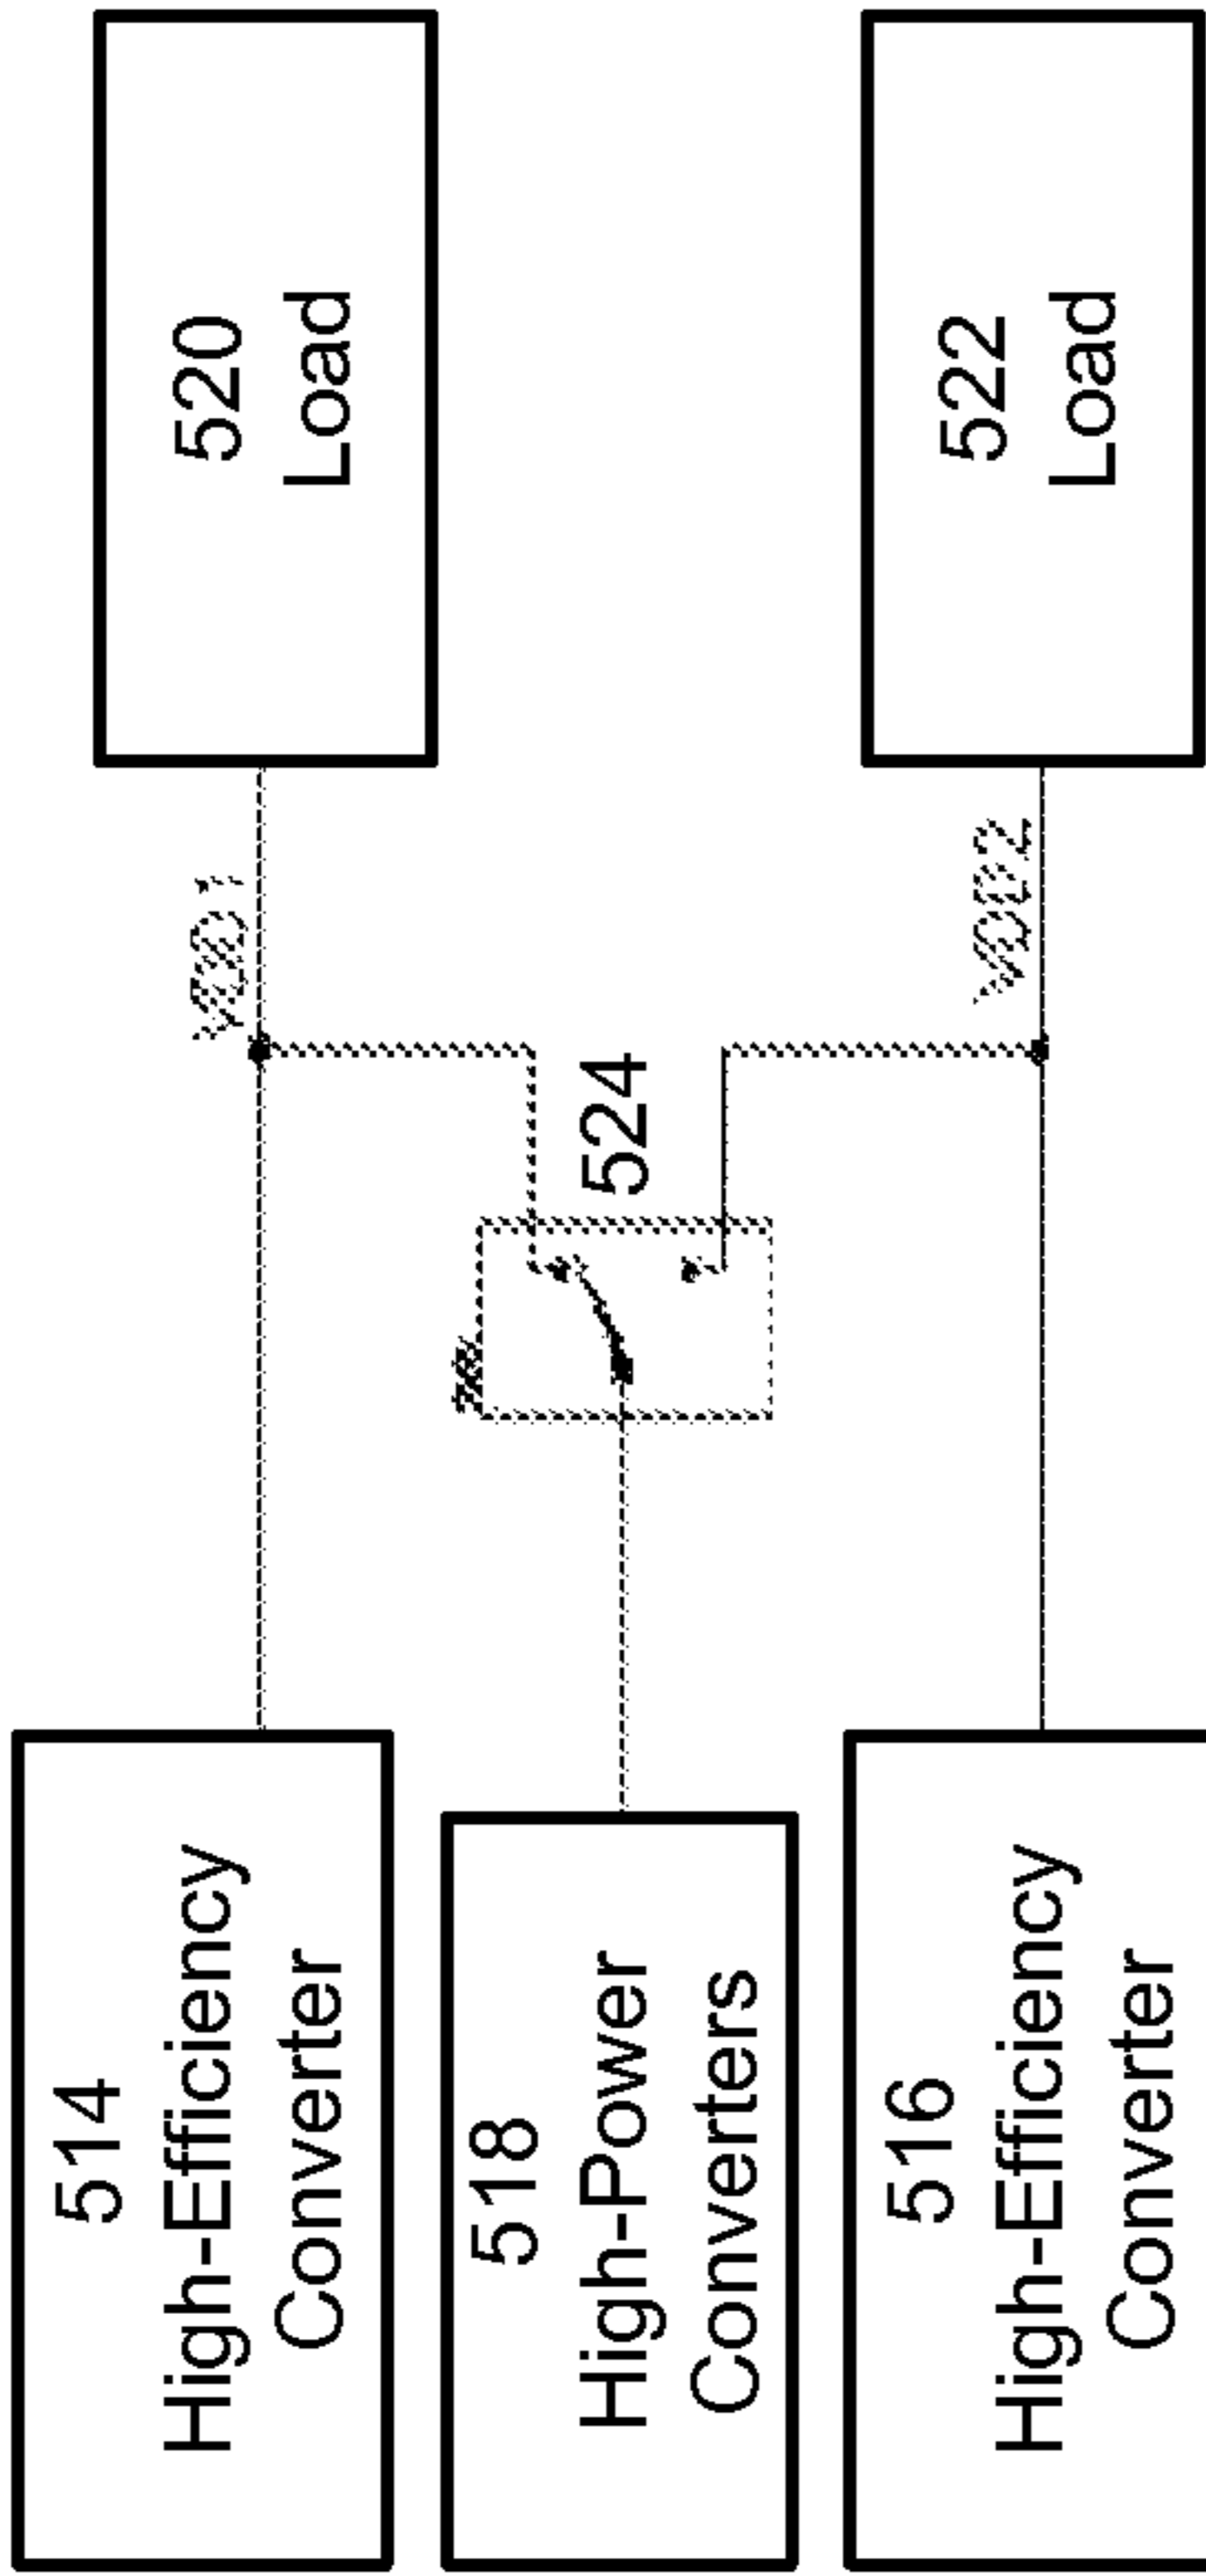 514
High-Efficiency
Converter
518
High-Power
Converters
516
High-Efficiency
Converter
524
VDD1
VDD2
520
Load
522
Load